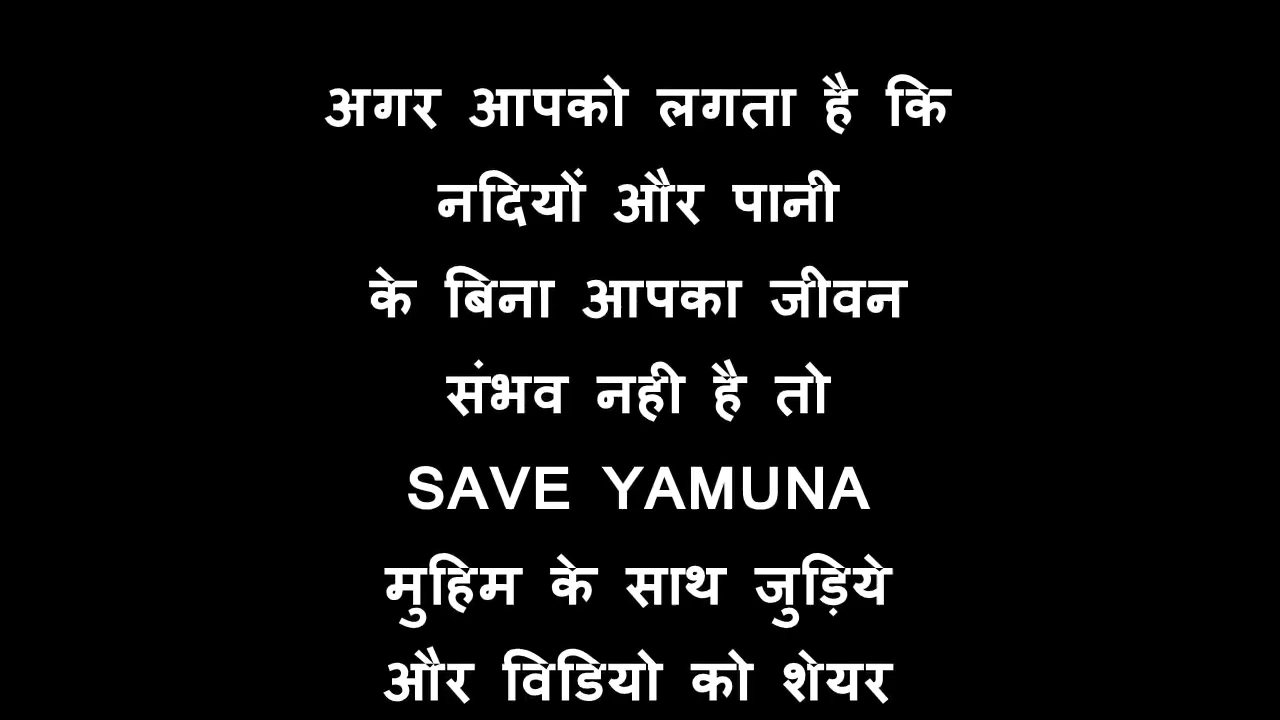 अगर आपको लगता है कि
नदियों और पानी
के बिना आपका जीवन
संभव नही है तो
SAVE YAMUNA
मुहिम के साथ जुड़िये
और विडियो को शेयर